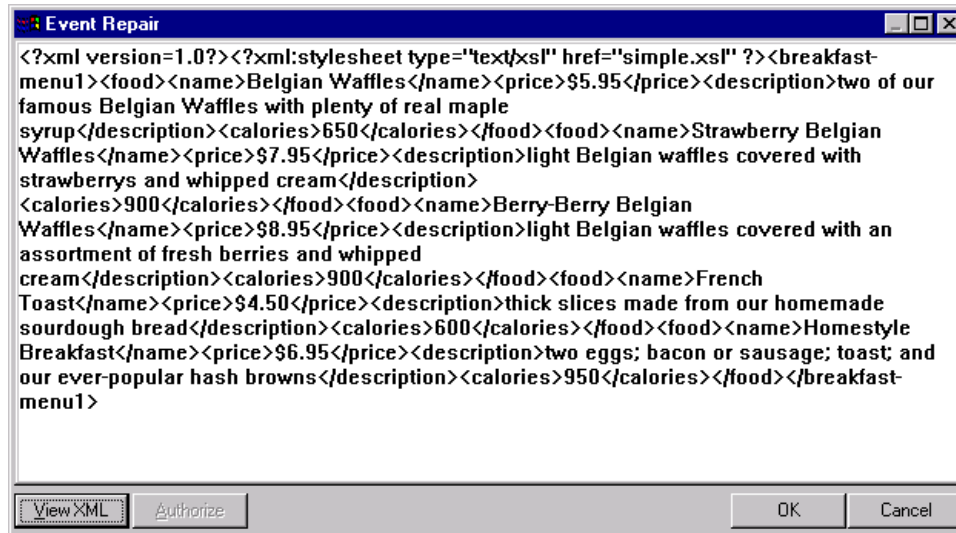 Event Repair
<?xml version=1.0?><?xml:stylesheet type="text/xsl" href="simple.xsl" ?><breakfast-
menu1><food><name>Belgian Waffles</name><price>$5.95</price><description>two of our
famous Belgian Waffles with plenty of real maple
syrup</description><calories>650</calories></food><food><name>Strawberry Belgian
Waffles</name><price>$7.95</price><description>light Belgian waffles covered with
strawberrys and whipped cream</description>
<calories>900</calories></food><food><name>Berry-Berry Belgian
Waffles</name><price>$8.95</price><description>light Belgian waffles covered with an
assortment of fresh berries and whipped
cream</description><calories>900</calories></food><food><name>French
Toast</name><price>$4.50</price><description>thick slices made from our homemade
sourdough bread</description><calories>600</calories></food><food><name>Homestyle
Breakfast</name><price>$6.95</price><description>two eggs; bacon or sausage; toast; and
our ever-popular hash browns</description><calories>950</calories></food></breakfast-
menu1>
View XML Authorize OK Cancel